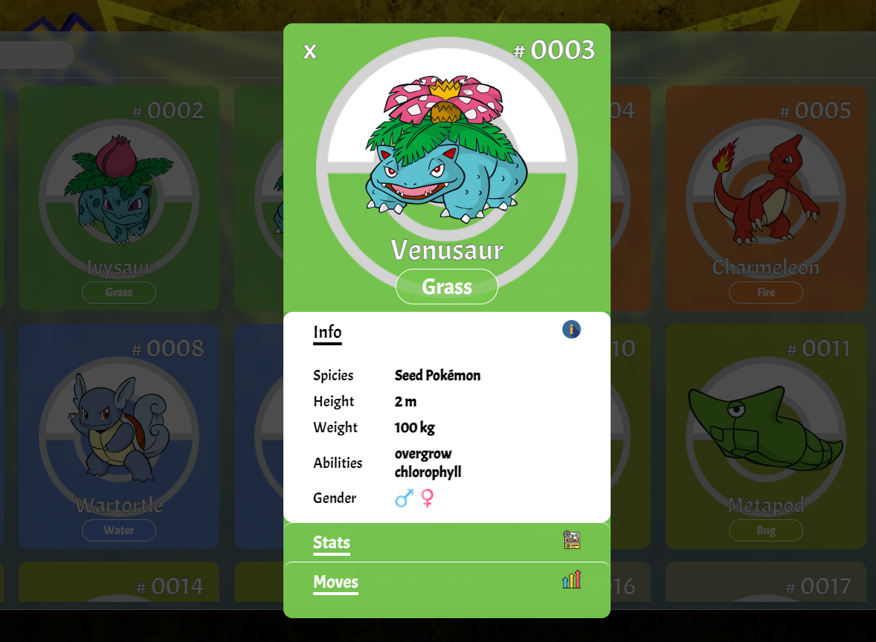 X
# 0003
Venusaur
Grass
Info
Spicies Seed Pokémon
Height 2 m
Weight 100 kg
Abilities overgrow
chlorophyll
Gender
Stats
Moves
# 0002
Ivysaur
Grass
04
# 0005
Charmeleon
Fire
# 0008
Wartortle
Water
10
# 0011
Metapod
Bug
# 0014
16
# 0017